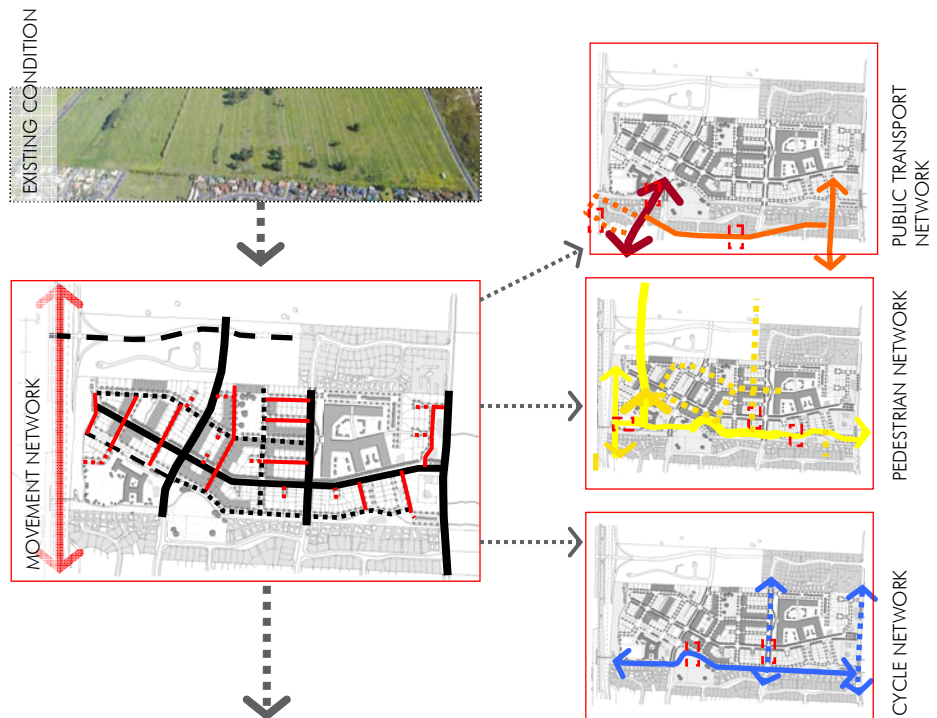 EXISTING CONDITION
MOVEMENT NETWORK
PUBLIC TRANSPORT
NETWORK
PEDESTRIAN NETWORK
CYCLE NETWORK